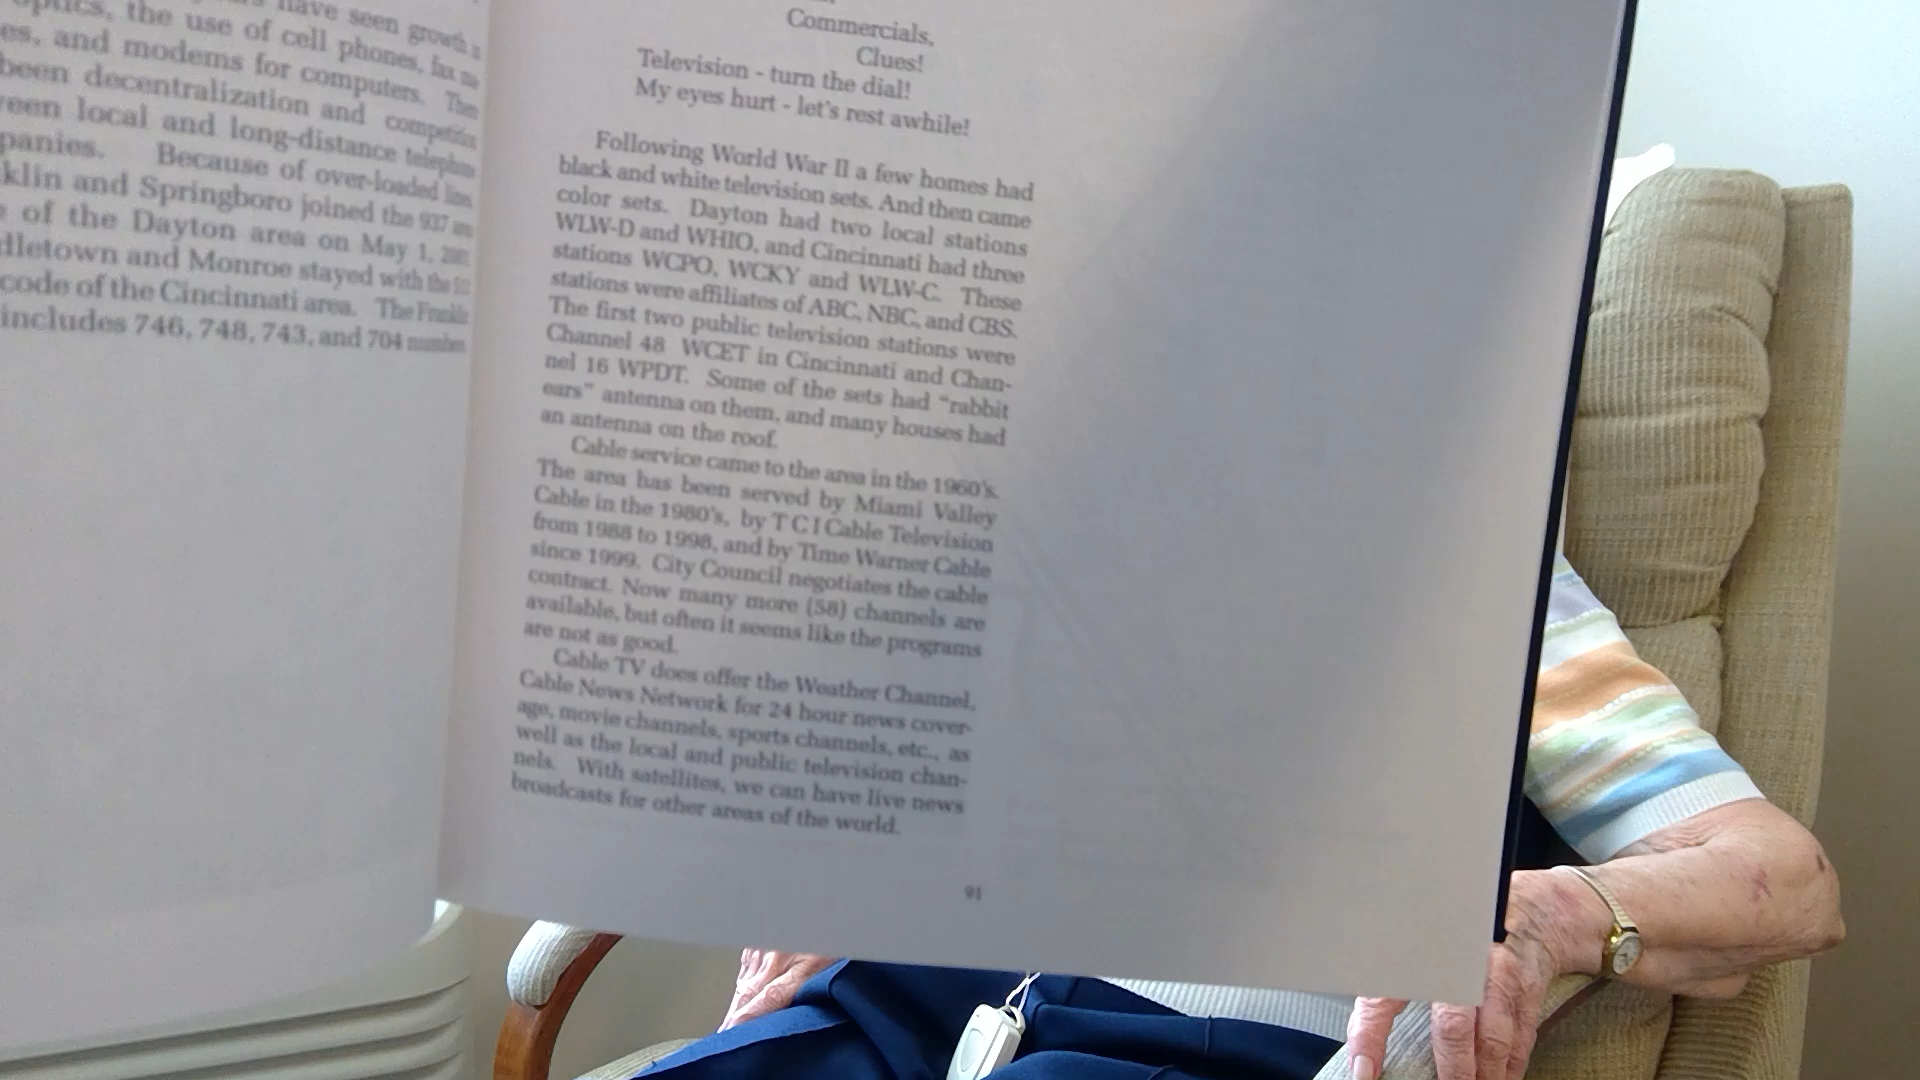 have seen growth
optics, the use of cell phones, fax
es, and modems for computers. 
been decentralization and competition
een local and long-distance telephone
panies. Because of over-loaded lines
klin and Springboro joined the 937
of the Dayton area on May 1,
dletown and Monroe stayed with the
code of the Cincinnati area. The Franklin
includes 746, 748, 743, and 704
Commercials,
Clues!
Television - turn the dial!
My eyes hurt - let's rest awhile!
Following World War II a few homes had
black and white television sets. And then came
color sets. Dayton had two local stations
WLW-D and WHIO, and Cincinnati had three
stations WCPO, WCKY and WLW-C. These
stations were affiliates of ABC, NBC, and CBS.
The first two public television stations were
Channel 48 WCET in Cincinnati and Chan-
nel 16 WPDT. Some of the sets had "rabbit
ears" antenna on them, and many houses had
an antenna on the roof.
Cable service came to the area in the 1960's.
The area has been served by Miami Valley
Cable in the 1980's, by T C I Cable Television
from 1988 to 1998, and by Time Warner Cable
since 1999. City Council negotiates the cable
contract. Now many more (58) channels are
available, but often it seems like the programs
are not as good.
Cable TV does offer the Weather Channel,
Cable News Network for 24 hour news cover-
age, movie channels, sports channels, etc., as
well as the local and public television chan-
nels. With satellites, we can have live news
broadcasts for other areas of the world.
91